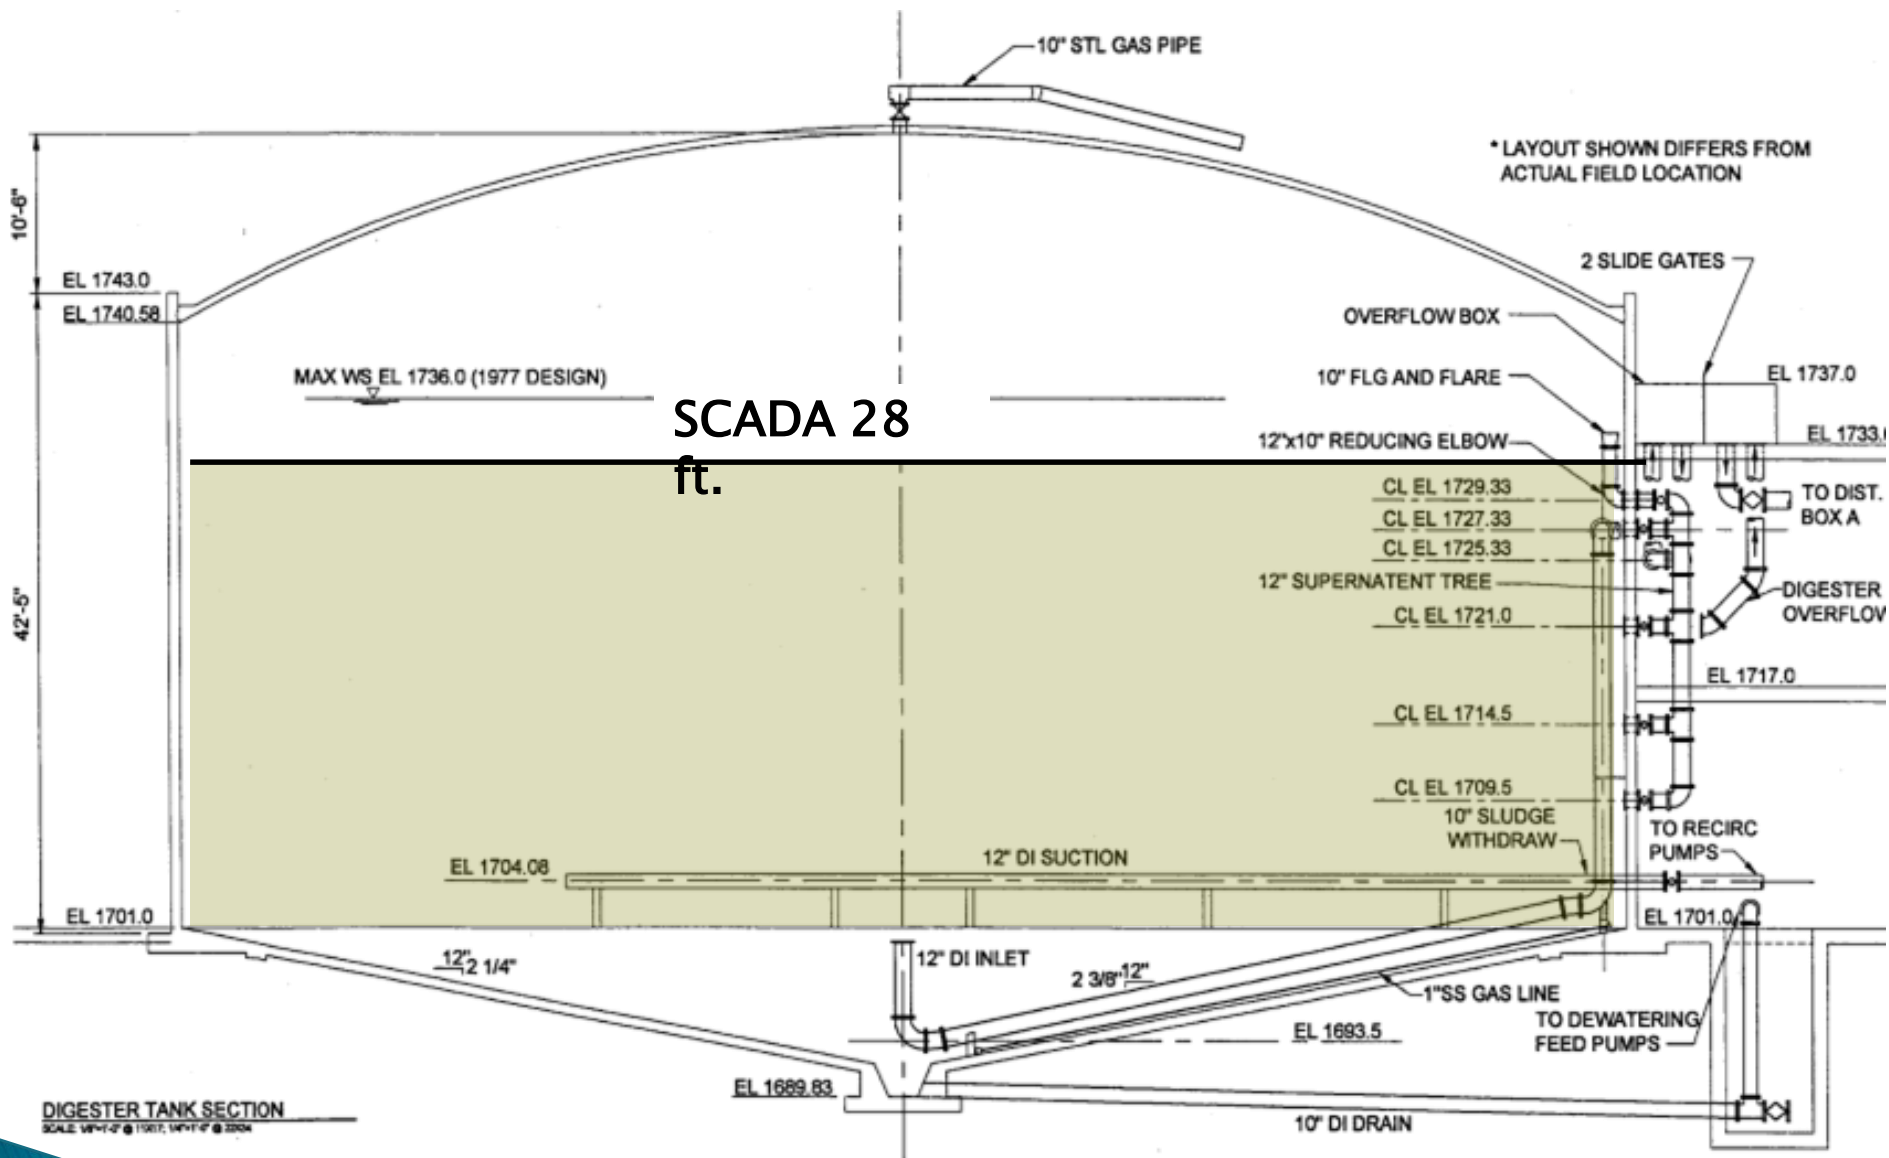 10" STL GAS PIPE
* LAYOUT SHOWN DIFFERS FROM
ACTUAL FIELD LOCATION
10'-6"
2 SLIDE GATES
EL 1743.0
EL 1740.58
OVERFLOW BOX
MAX WS EL 1736.0 (1977 DESIGN)
10" FLG AND FLARE
EL 1737.0
SCADA 28
ft.
12"x10" REDUCING ELBOW
EL 1733.
CL EL 1729.33
TO DIST.
BOX A
CL EL 1727.33
CL EL 1725.33
12" SUPERNATENT TREE
DIGESTER
OVERFLOW
42'-5"
CL EL 1721.0
EL 1717.0
CL EL 1714.5
CL EL 1709.5
10" SLUDGE
WITHDRAW
TO RECIRC
PUMPS
12" DI SUCTION
EL 1704.08
EL 1701.0
EL 1701.0
12" DI INLET
12"
2 1/4"
12"
2 3/8"
1"SS GAS LINE
TO DEWATERING
FEED PUMPS
EL 1693.5
EL 1689.83
10" DI DRAIN
DIGESTER TANK SECTION